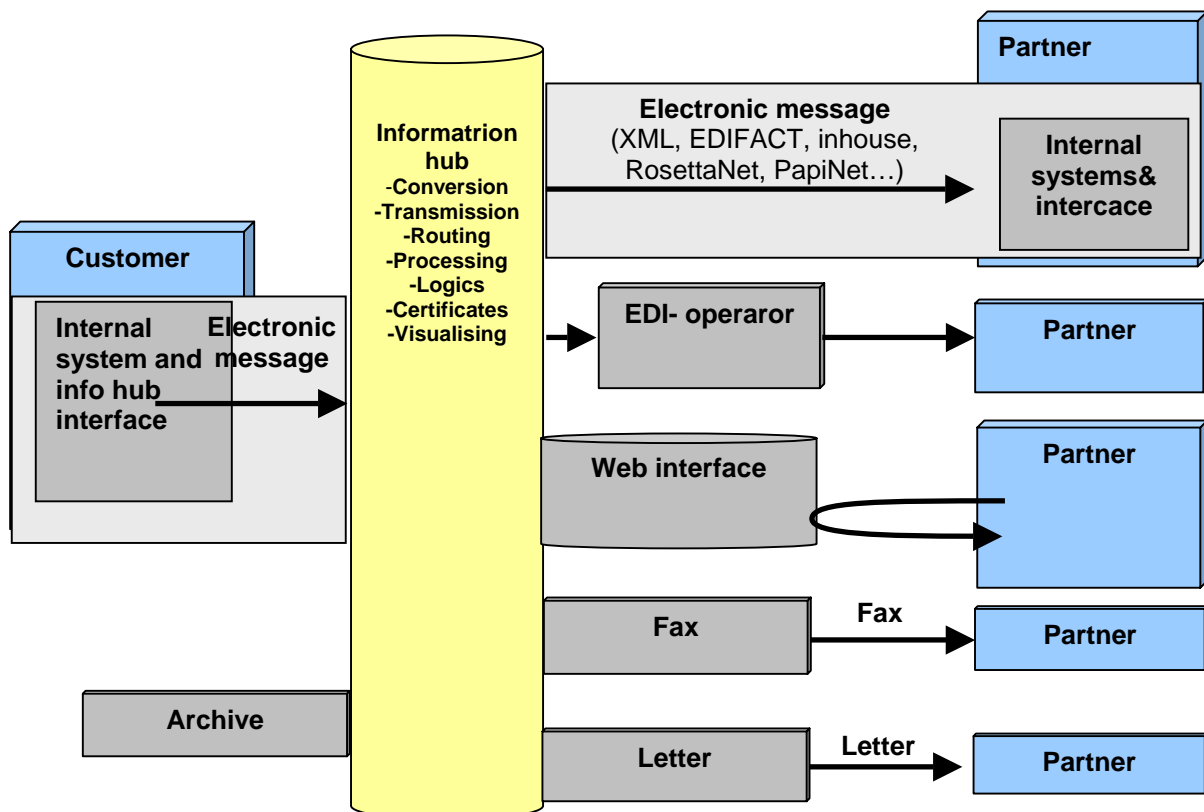 Customer
Internal
system and
info hub
interface
Electronic
message
Archive
Informatrion
hub
-Conversion
-Transmission
-Routing
-Processing
-Logics
-Certificates
-Visualising
Electronic message
(XML, EDIFACT, inhouse,
RosettaNet, PapiNet…)
Partner
Internal
systems&
intercace
EDI- operaror
Partner
Web interface
Partner
Fax
Fax
Partner
Letter
Letter
Partner